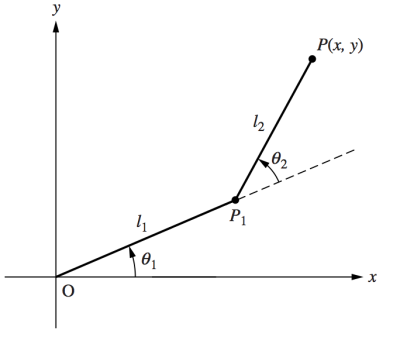 y
P(x, y)
l₂
θ₂
P₁
l₁
θ₁
x
O